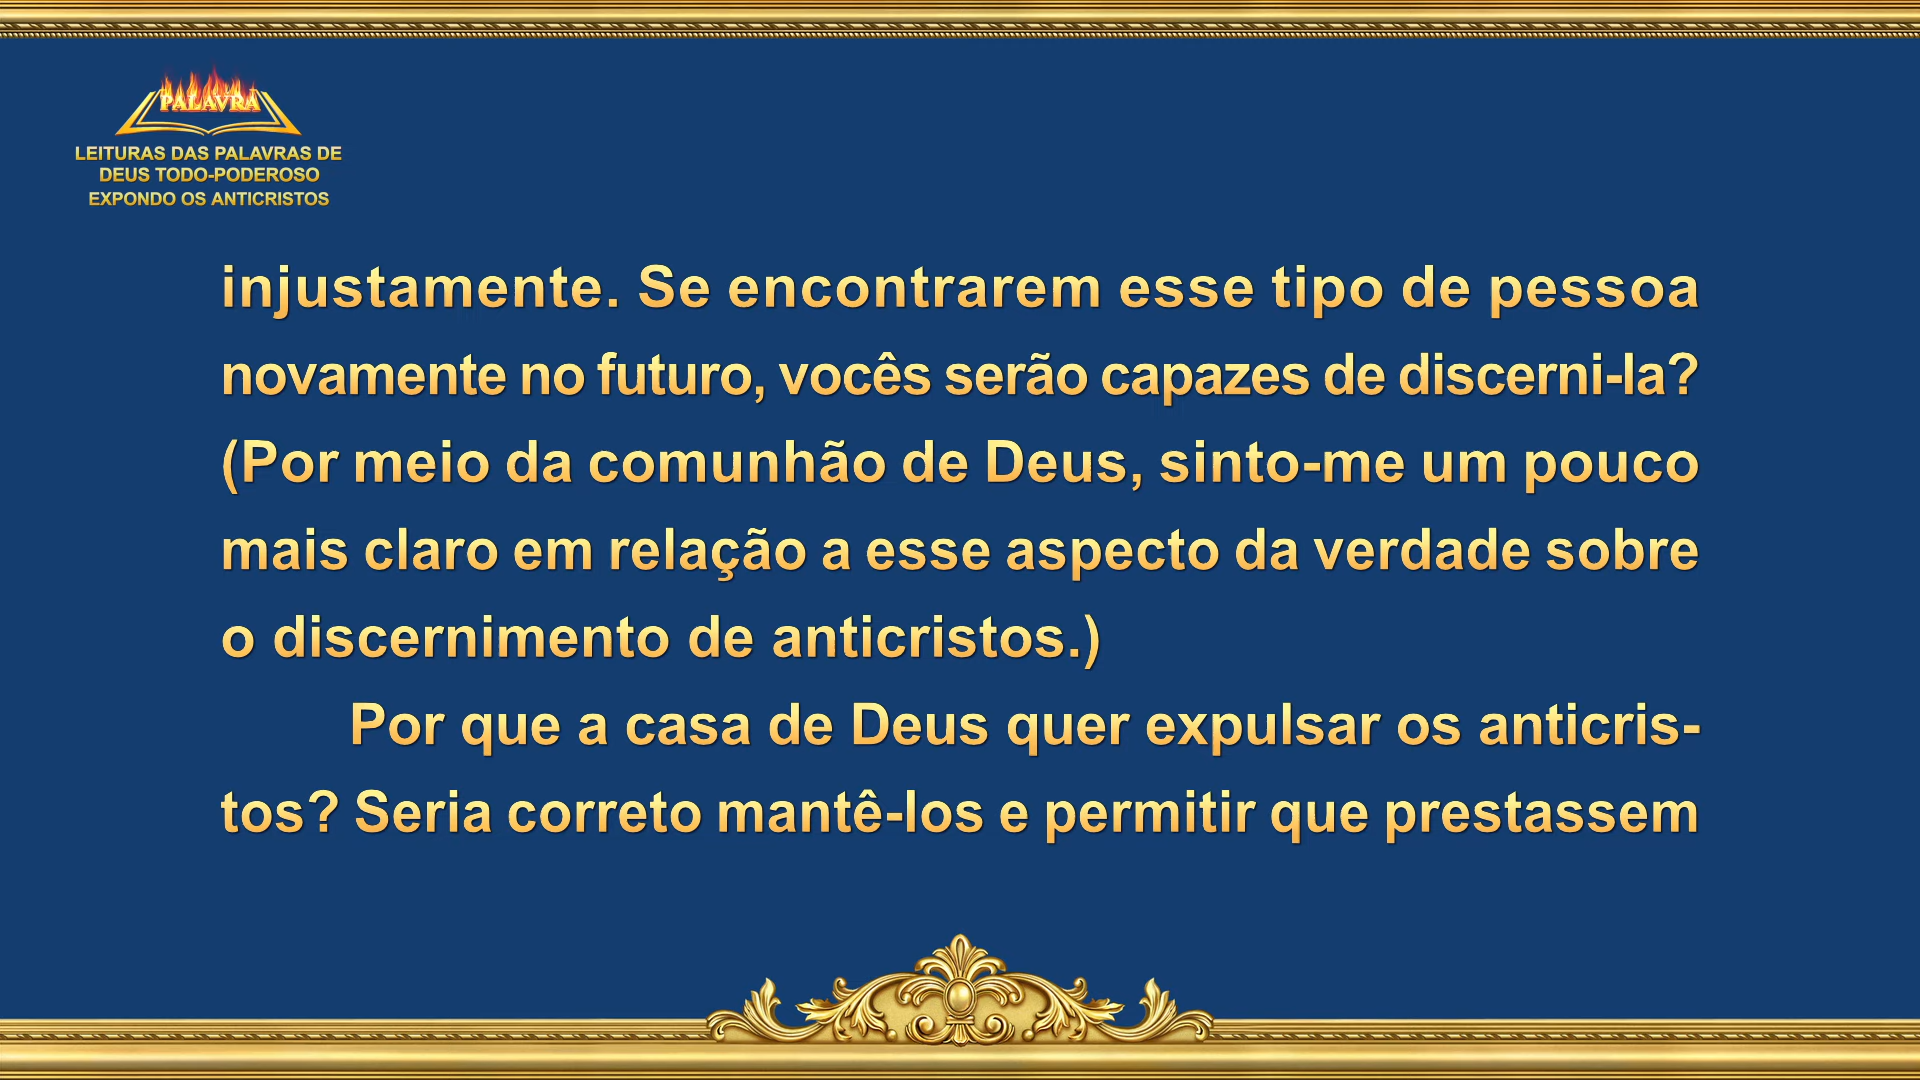 PALAVRA
LEITURAS DAS PALAVRAS DE
DEUS TODO-PODEROSO
EXPONDO OS ANTICRISTOS
injustamente. Se encontrarem esse tipo de pessoa
novamente no futuro, vocês serão capazes de discerni-la?
(Por meio da comunhão de Deus, sinto-me um pouco
mais claro em relação a esse aspecto da verdade sobre
o discernimento de anticristos.)
Por que a casa de Deus quer expulsar os anticris-
tos? Seria correto mantê-los e permitir que prestassem